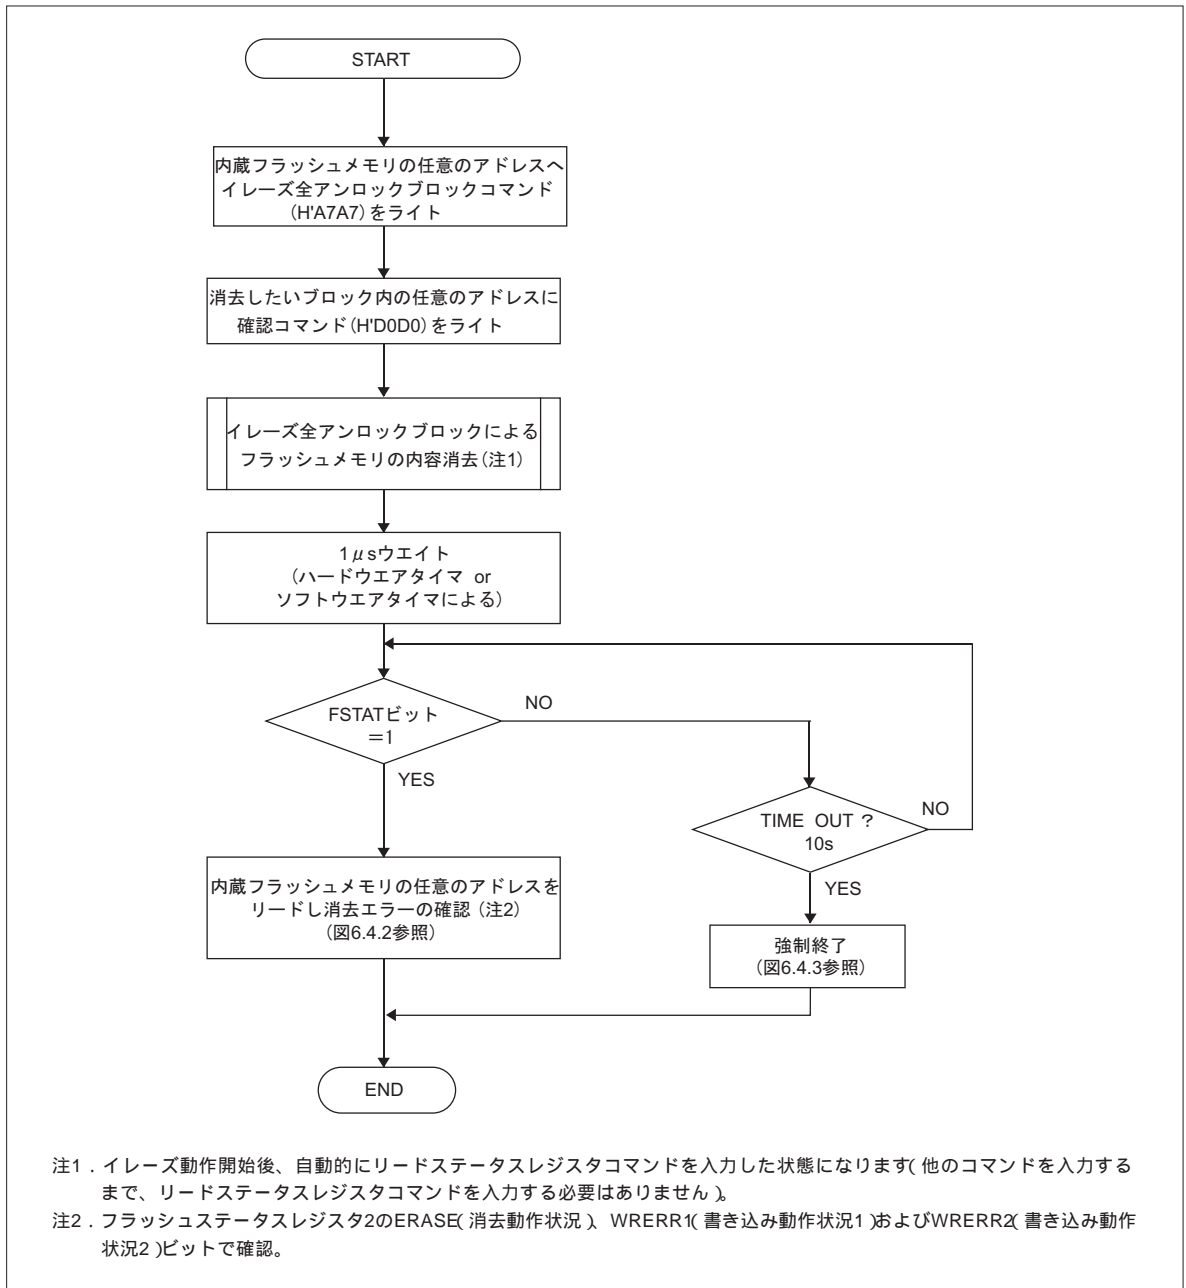 START
内蔵フラッシュメモリの任意のアドレスへ
イレーズ全アンロックブロックコマンド
(H'A7A7)をライト
消去したいブロック内の任意のアドレスに
確認コマンド(H'D0D0)をライト
イレーズ全アンロックブロックによる
フラッシュメモリの内容消去(注1)
1μsウエイト
(ハードウエアタイマ or
ソフトウエアタイマによる)
FSTATビット
=1
NO
YES
TIME OUT ?
10s
NO
YES
内蔵フラッシュメモリの任意のアドレスを
リードし消去エラーの確認(注2)
(図6.4.2参照)
強制終了
(図6.4.3参照)
END
注1．イレーズ動作開始後、自動的にリードステータスレジスタコマンドを入力した状態になります(他のコマンドを入力する
まで、リードステータスレジスタコマンドを入力する必要はありません)。
注2．フラッシュステータスレジスタ2のERASE(消去動作状況)、WRERR1(書き込み動作状況1)およびWRERR2(書き込み動作
状況2)ビットで確認。